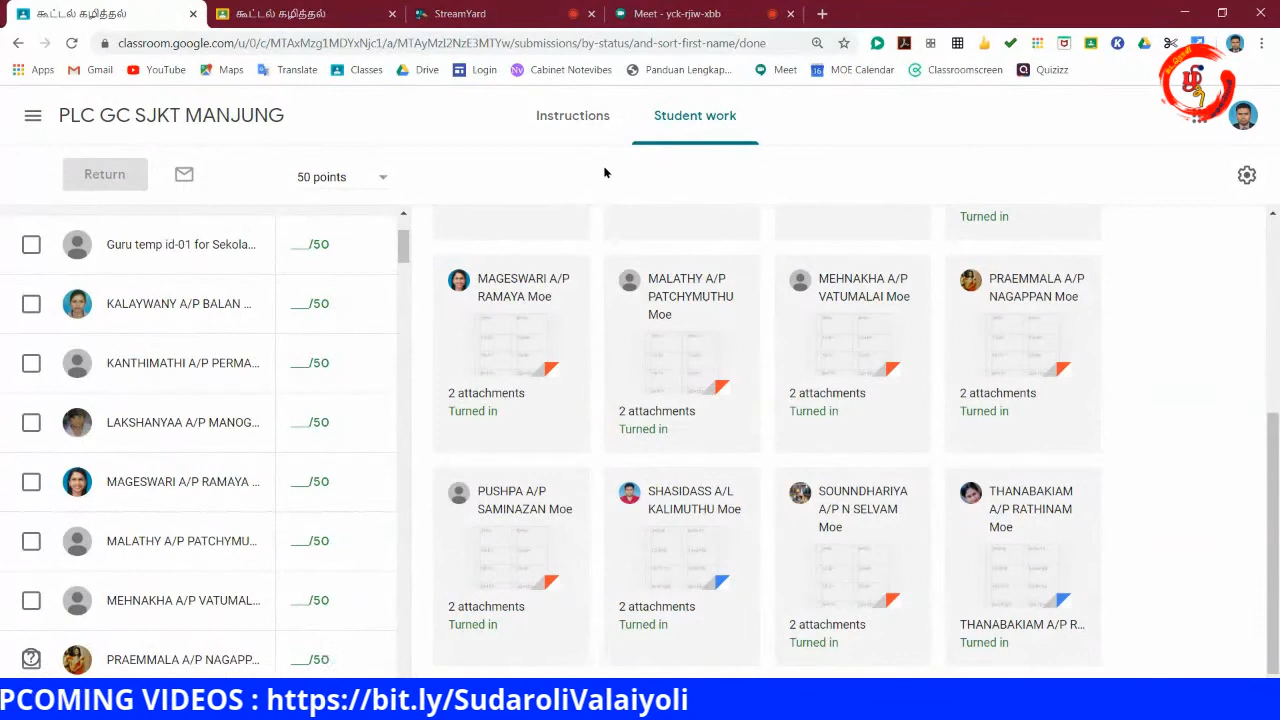 கூட்டல் கழித்தல்
கூட்டல் கழித்தல்
StreamYard
Meet - yck-rjiw-xbb
classroom.google.com/u/0/c/MTAxMzg1MDYxNjc1/a/MTAyMzI2NzE3MTYw/submissions/by-status/and-sort-first-name/done
Apps
Gmail
YouTube
Maps
Translate
Classes
Drive
Login
Cabinet Notevibes
Panduan Lengkap...
Meet
MOE Calendar
Classroomscreen
Quizizz
PLC GC SJKT MANJUNG
Instructions
Student work
Return
50 points
Guru temp id-01 for Sekola...
___/50
KALAYWANY A/P BALAN ...
___/50
KANTHIMATHI A/P PERMA...
___/50
LAKSHANYAA A/P MANOG...
___/50
MAGESWARI A/P RAMAYA ...
___/50
MALATHY A/P PATCHYMU...
___/50
MEHNAKHA A/P VATUMAL...
___/50
PRAEMMALA A/P NAGAPP...
___/50
Turned in
MAGESWARI A/P
RAMAYA Moe
2 attachments
Turned in
MALATHY A/P
PATCHYMUTHU
Moe
2 attachments
Turned in
MEHNAKHA A/P
VATUMALAI Moe
2 attachments
Turned in
PRAEMMALA A/P
NAGAPPAN Moe
2 attachments
Turned in
PUSHPA A/P
SAMINAZAN Moe
2 attachments
Turned in
SHASIDASS A/L
KALIMUTHU Moe
2 attachments
Turned in
SOUNNDHARIYA
A/P N SELVAM
Moe
2 attachments
Turned in
THANABAKIAM
A/P RATHINAM
Moe
THANABAKIAM A/P R...
Turned in
PCOMING VIDEOS : https://bit.ly/SudaroliValaiyoli